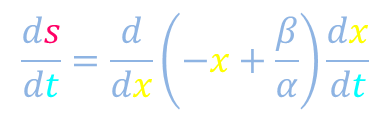 ds/dt = d/dx (−x + β/α) dx/dt